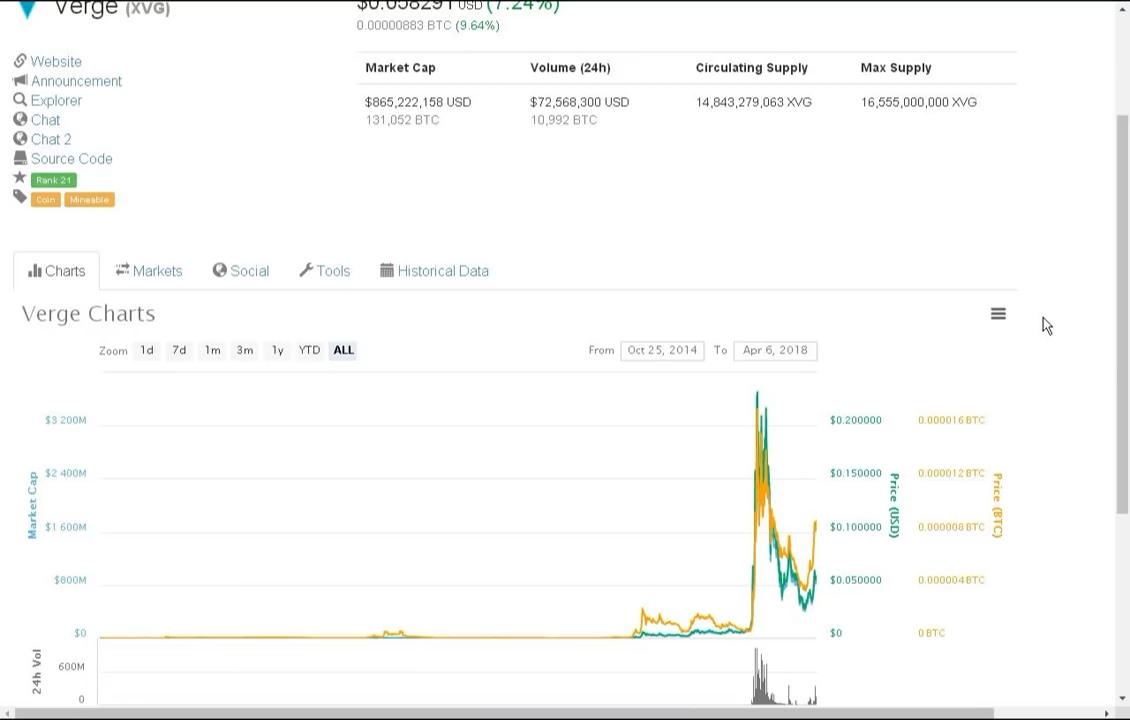 Verge (XVG)
$0.058291 USD (7.24%)
0.00000883 BTC (9.64%)
Website
Announcement
Explorer
Chat
Chat 2
Source Code
Rank 21
Coin Mineable
Market Cap Volume (24h) Circulating Supply Max Supply
$865,222,158 USD $72,568,300 USD 14,843,279,063 XVG 16,555,000,000 XVG
131,052 BTC 10,992 BTC
Charts Markets Social Tools Historical Data
Verge Charts
Zoom 1d 7d 1m 3m 1y YTD ALL From Oct 25, 2014 To Apr 6, 2018
$3 200M $0.200000 0.000016 BTC
$2 400M $0.150000 0.000012 BTC
Market Cap Price (USD) Price (BTC)
$1 600M $0.100000 0.000008 BTC
$800M $0.050000 0.000004 BTC
$0 $0 0 BTC
24h Vol
600M
0